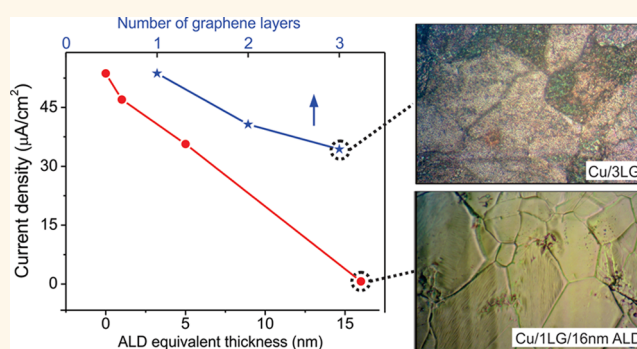 Number of graphene layers
0 1 2 3
Current density (μA/cm²)
45
30
15
0
0 5 10 15
ALD equivalent thickness (nm)
Cu/3LG
Cu/1LG/16nm ALD